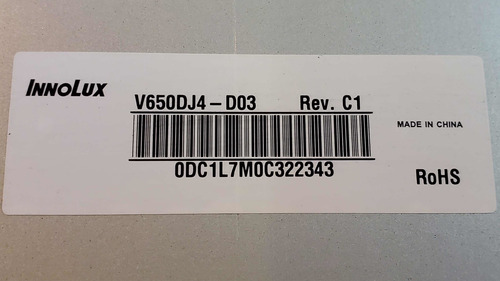 INNOLUX
V650DJ4-D03 Rev. C1
MADE IN CHINA
0DC1L7M0C322343
RoHS